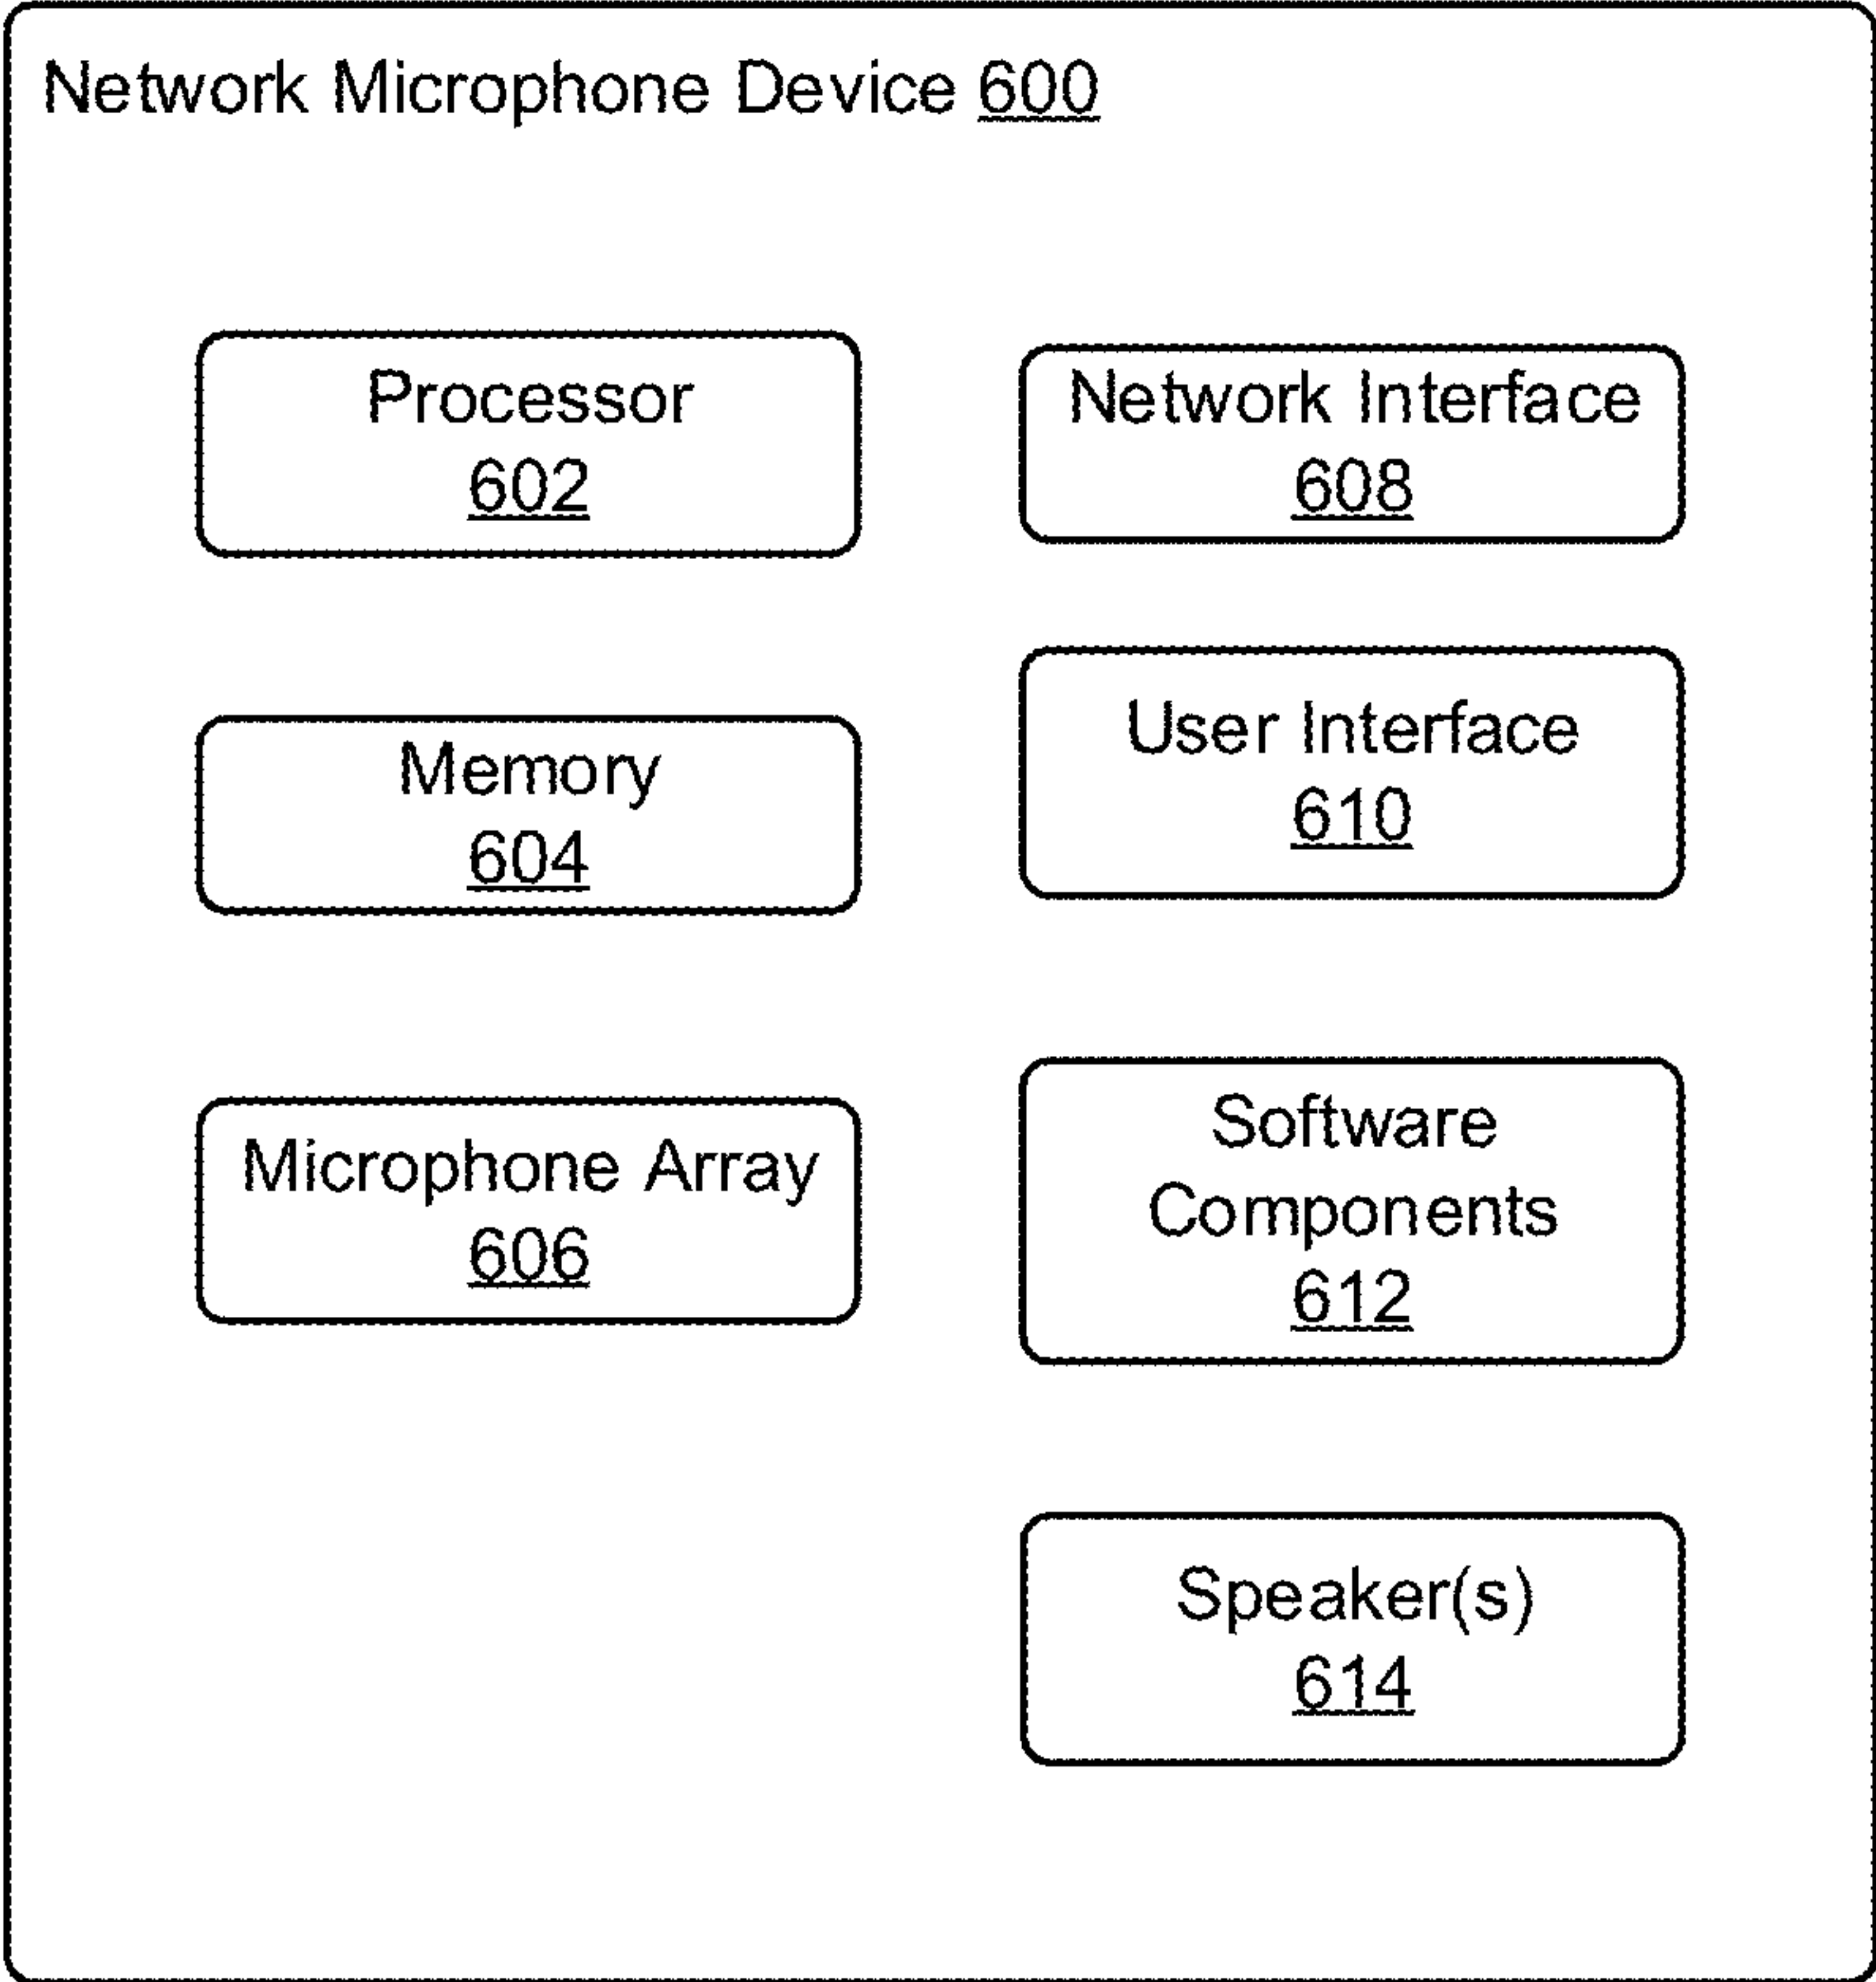 Network Microphone Device 600
Processor
602
Memory
604
Microphone Array
606
Network Interface
608
User Interface
610
Software
Components
612
Speaker(s)
614